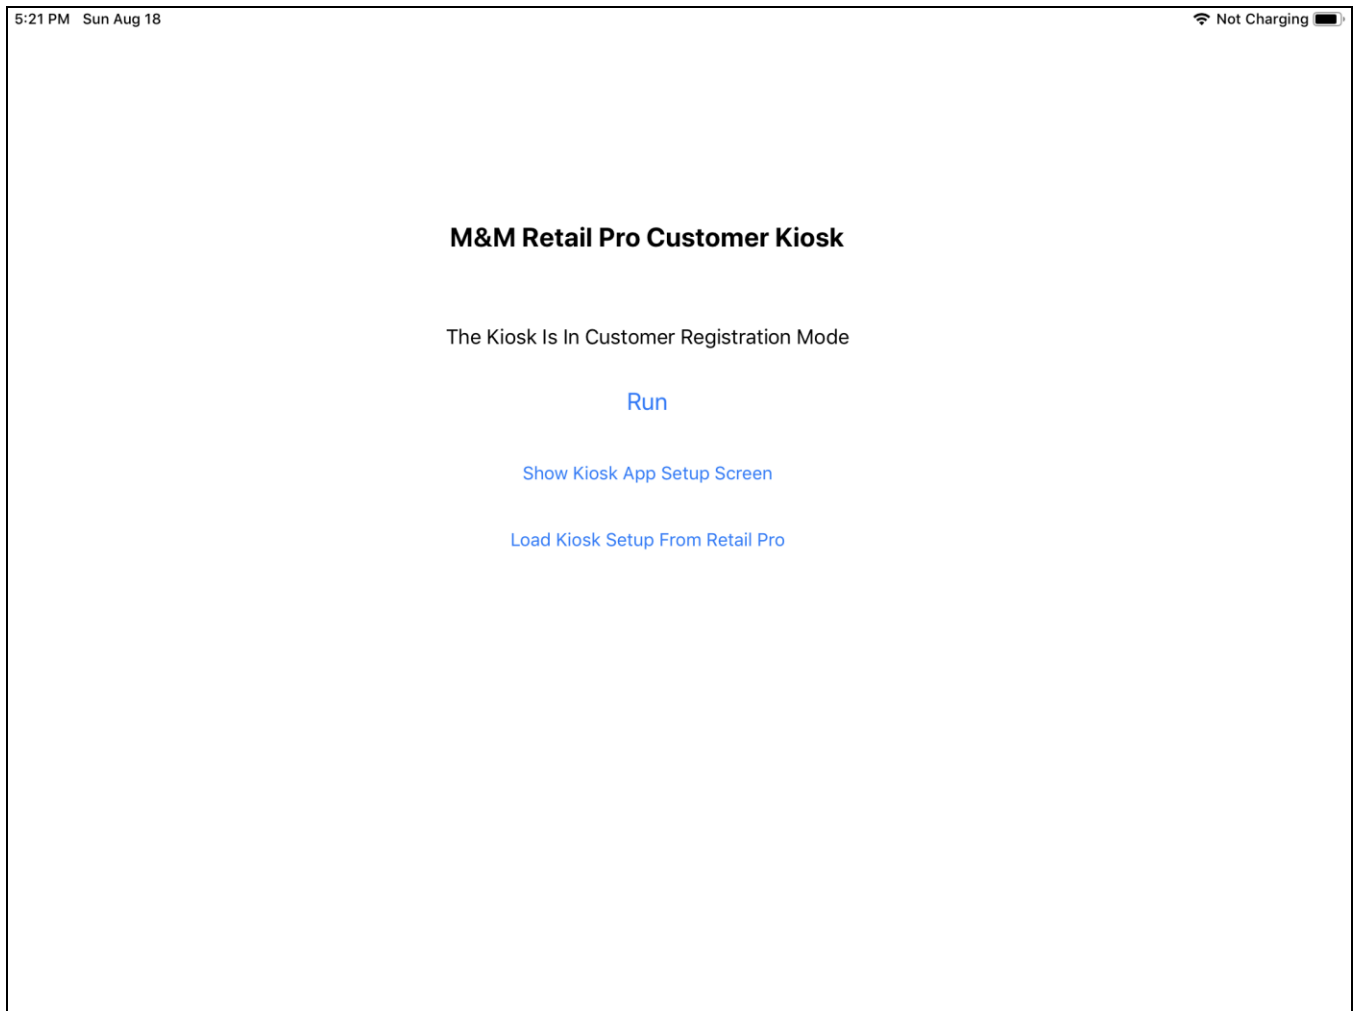 5:21 PM Sun Aug 18 Not Charging
M&M Retail Pro Customer Kiosk
The Kiosk Is In Customer Registration Mode
Run
Show Kiosk App Setup Screen
Load Kiosk Setup From Retail Pro